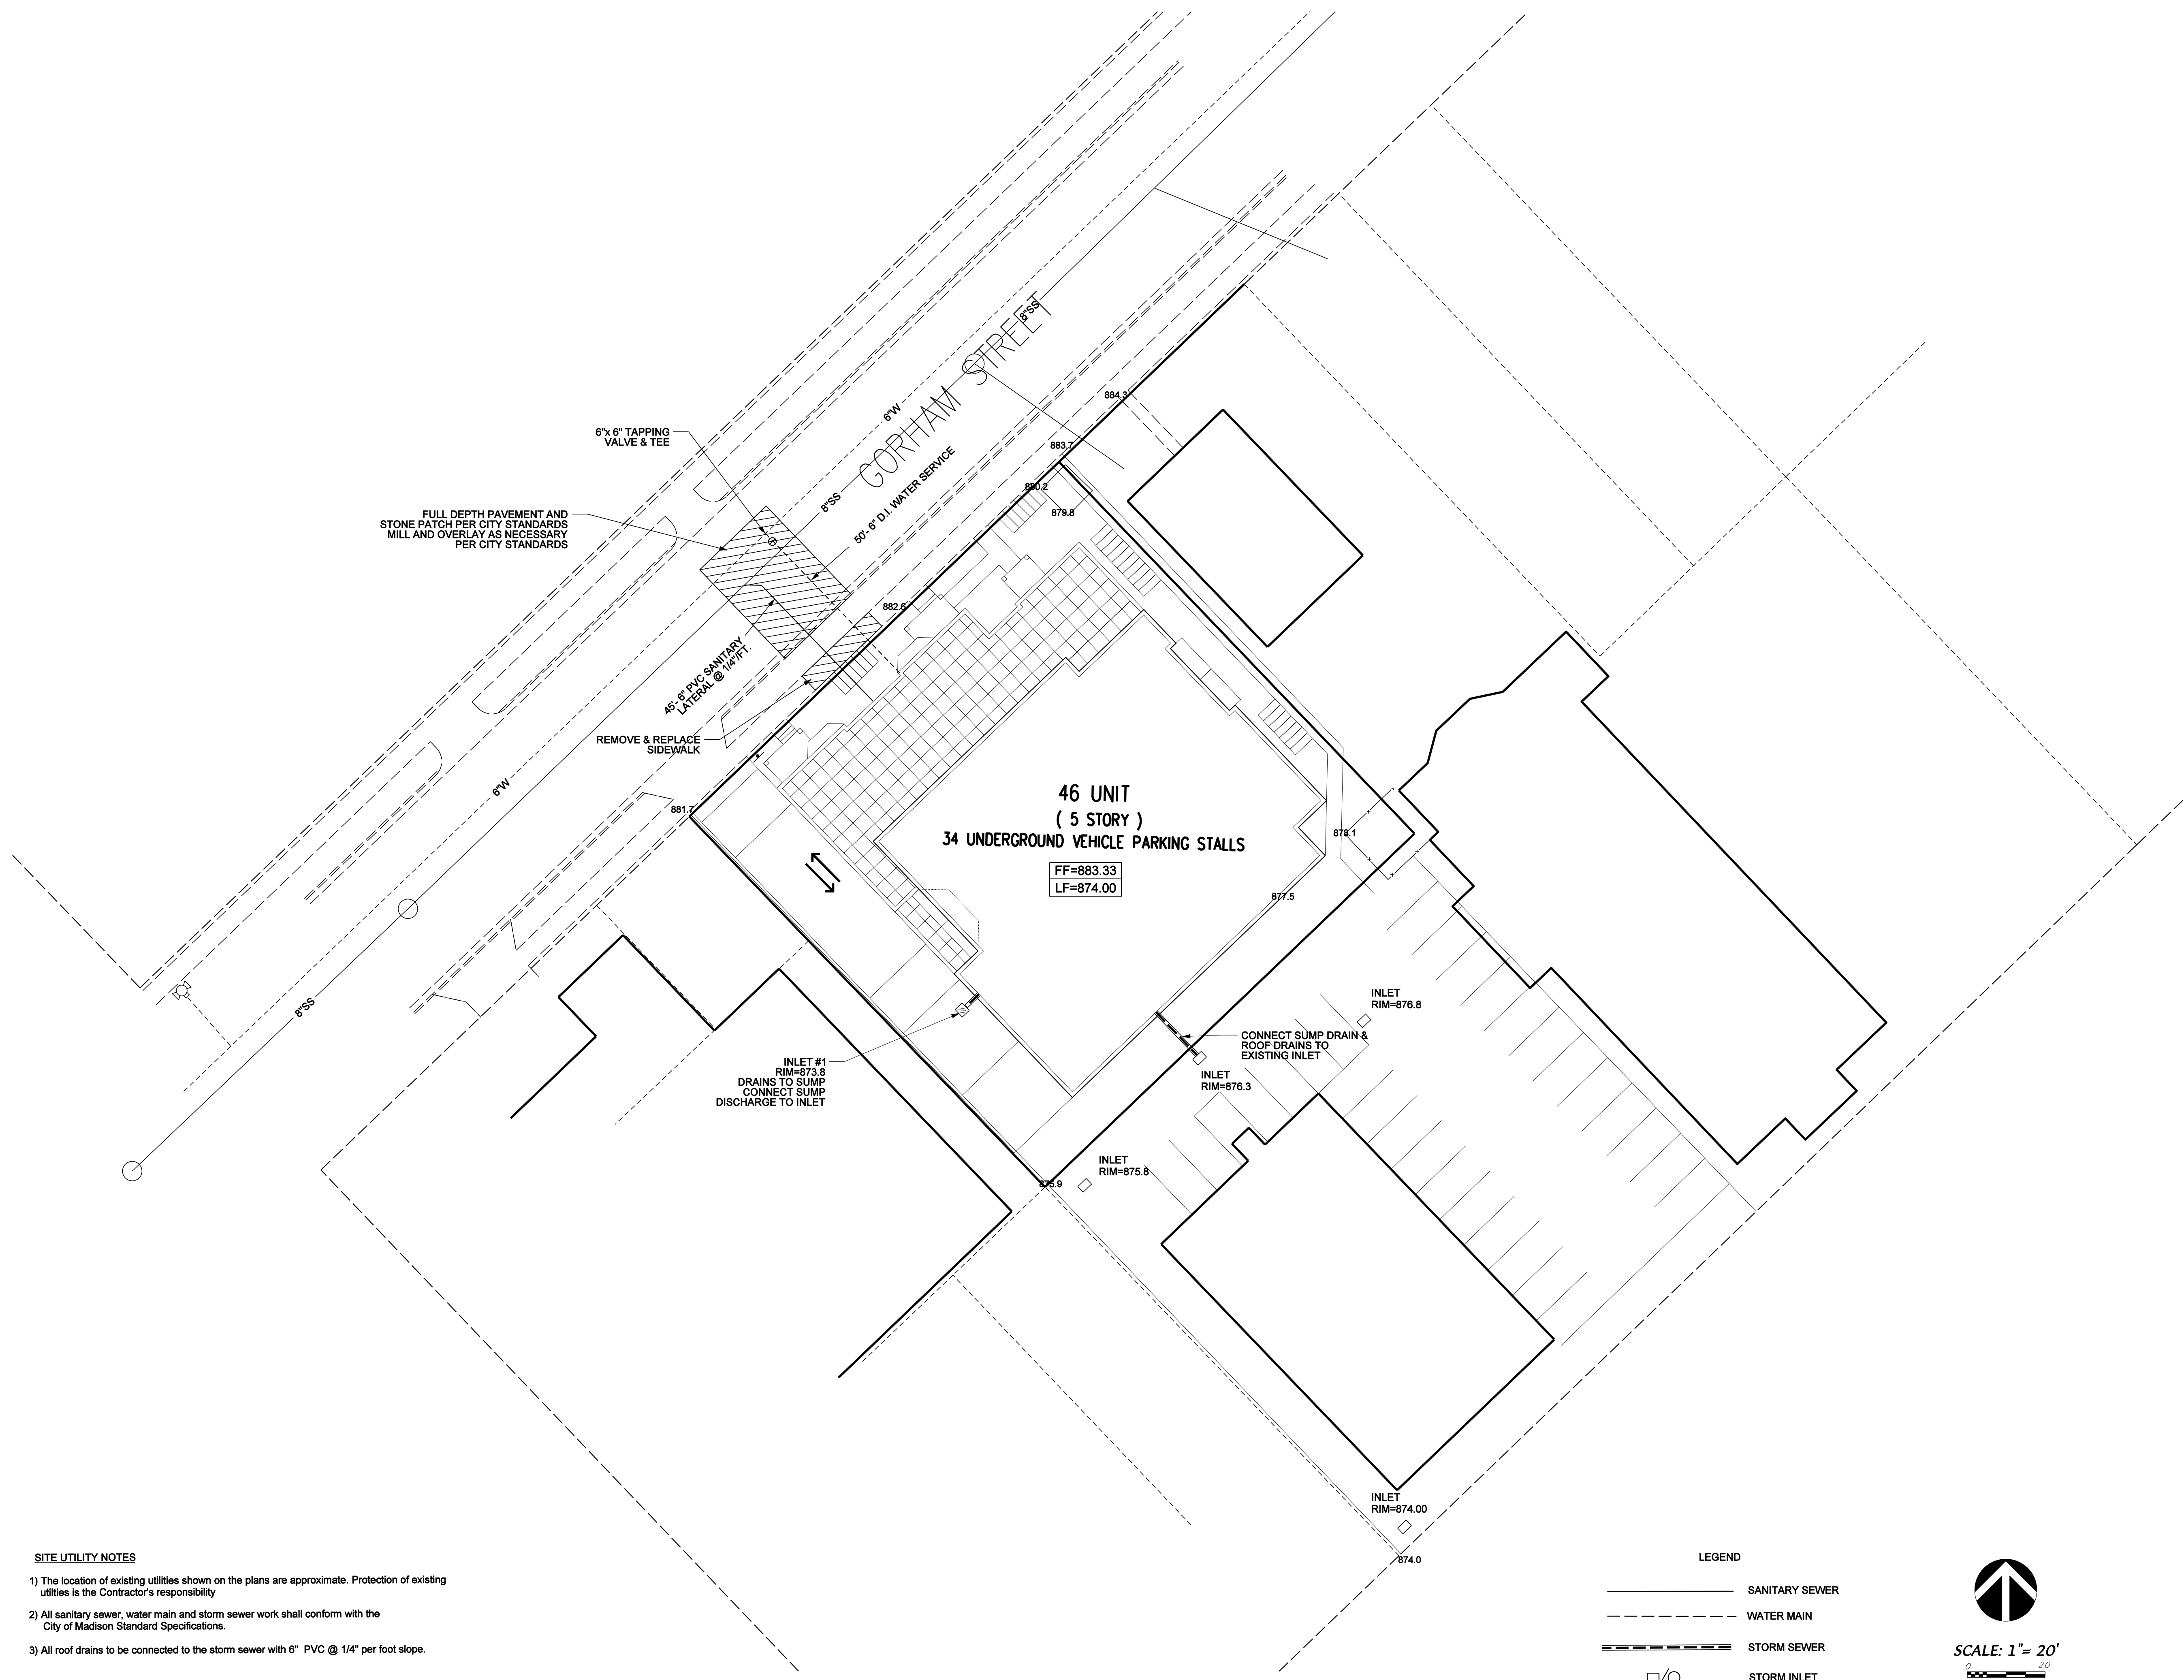 8"SS
GORHAM STREET
6"W
884.3
6"x 6" TAPPING
VALVE & TEE
883.7
50'- 6" D.I. WATER SERVICE
880.2
8"SS
879.8
FULL DEPTH PAVEMENT AND
STONE PATCH PER CITY STANDARDS
MILL AND OVERLAY AS NECESSARY
PER CITY STANDARDS
882.6
45'- 6" PVC SANITARY
LATERAL @ 1/4"/FT.
REMOVE & REPLACE
SIDEWALK
6"W
881.7
46 UNIT
( 5 STORY )
34 UNDERGROUND VEHICLE PARKING STALLS
878.1
FF=883.33
LF=874.00
877.5
8"SS
INLET
RIM=876.8
CONNECT SUMP DRAIN &
ROOF DRAINS TO
EXISTING INLET
INLET #1
RIM=873.8
DRAINS TO SUMP
CONNECT SUMP
DISCHARGE TO INLET
INLET
RIM=876.3
INLET
RIM=875.8
875.9
INLET
RIM=874.00
874.0
SITE UTILITY NOTES
1) The location of existing utilities shown on the plans are approximate. Protection of existing
utilties is the Contractor's responsibility
2) All sanitary sewer, water main and storm sewer work shall conform with the
City of Madison Standard Specifications.
3) All roof drains to be connected to the storm sewer with 6" PVC @ 1/4" per foot slope.
LEGEND
SANITARY SEWER
WATER MAIN
STORM SEWER
STORM INLET
SCALE: 1"= 20'
0 20